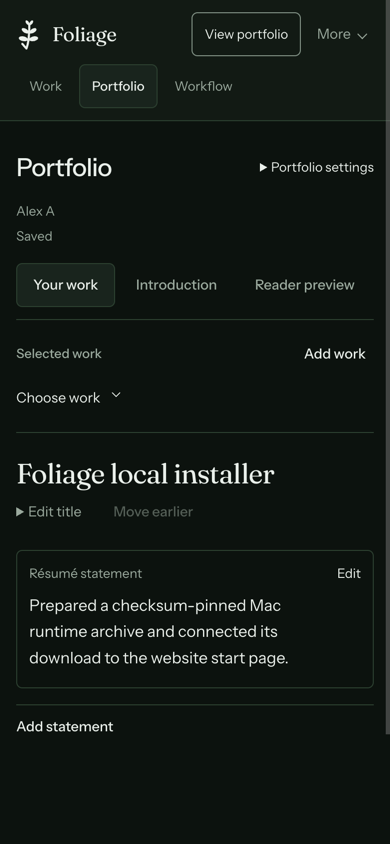 Foliage
View portfolio
More
Work
Portfolio
Workflow
Portfolio
Portfolio settings
Alex A
Saved
Your work
Introduction
Reader preview
Selected work
Add work
Choose work
Foliage local installer
Edit title
Move earlier
Résumé statement
Edit
Prepared a checksum-pinned Mac
runtime archive and connected its
download to the website start page.
Add statement